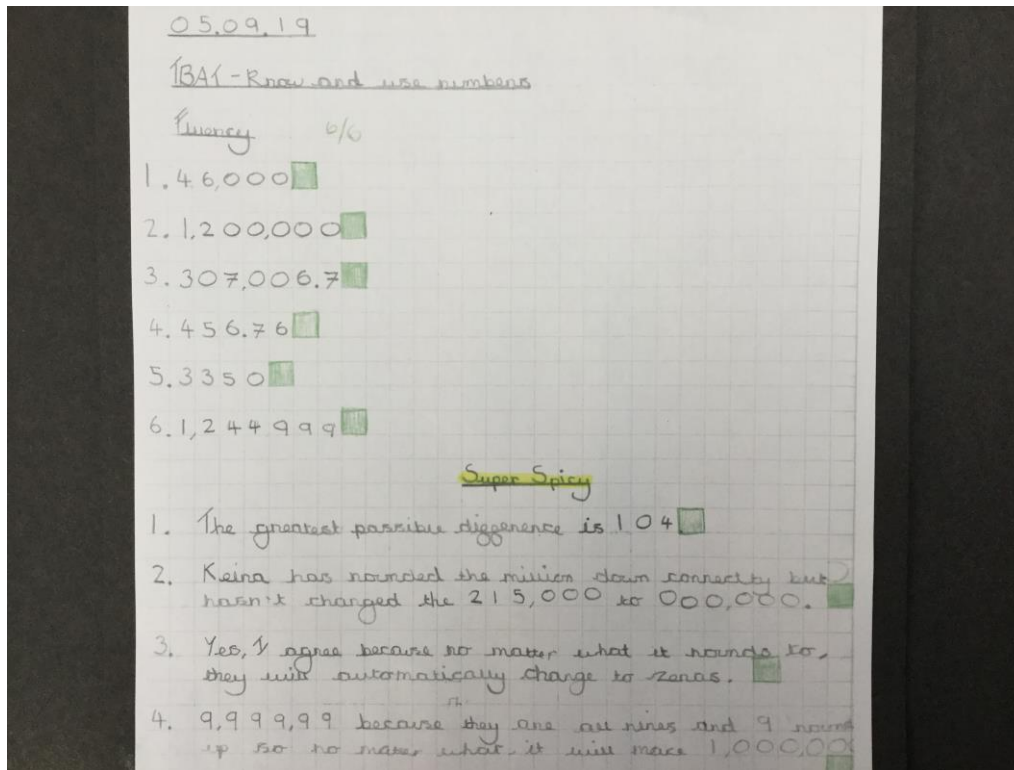 05.09.19
TBAT - Know and use numbers
Fluency 6/6
1. 46,000
2. 1,200,000
3. 307,006.7
4. 456.76
5. 3350
6. 1,244999
Super Spicy
1. The greatest possible difference is 104
2. Keina has rounded the million down correctly but
hasn't changed the 215,000 to 000,000.
3. Yes, I agree because no matter what it rounds to,
they will automatically change to zeros.
4. 9,999,99 because they are all nines and 9 round
up so no matter what it will make 1,000,00